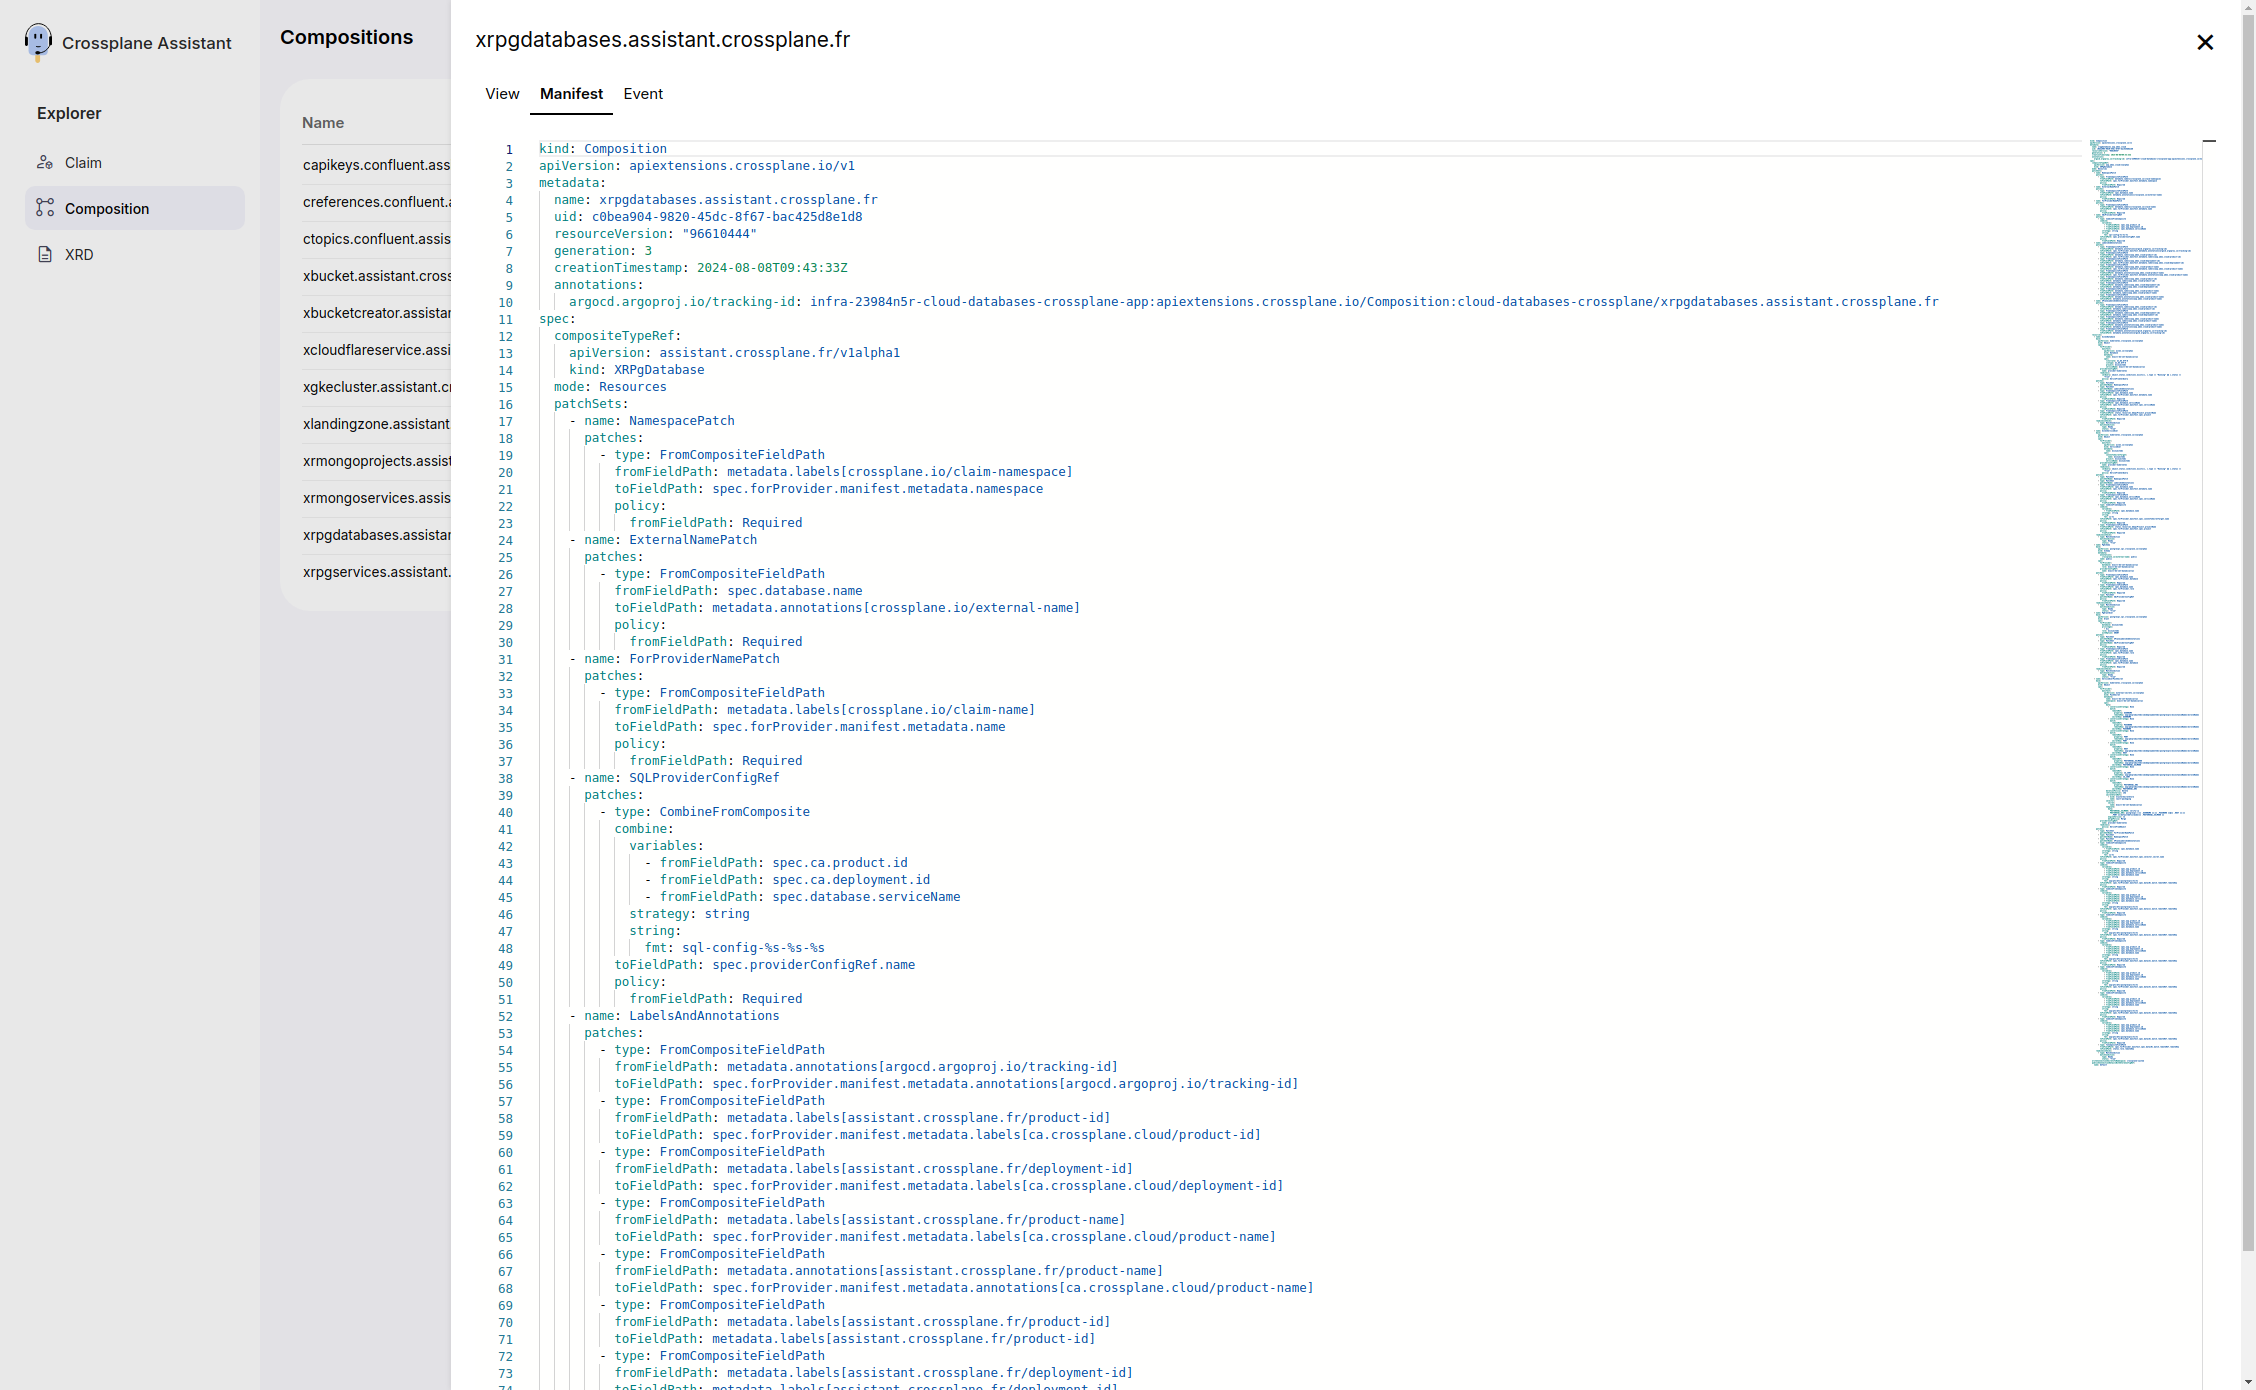 Crossplane Assistant
Explorer
Claim
Composition
XRD
Compositions
Name
capikeys.confluent.ass
creferences.confluent.a
ctopics.confluent.assis
xbucket.assistant.cross
xbucketcreator.assistan
xcloudflareservice.assi
xgkecluster.assistant.cr
xlandingzone.assistant
xrmongoprojects.assist
xrmongoservices.assis
xrpgdatabases.assistar
xrpgservices.assistant.
xrpgdatabases.assistant.crossplane.fr
View Manifest Event
1 kind: Composition
2 apiVersion: apiextensions.crossplane.io/v1
3 metadata:
4 name: xrpgdatabases.assistant.crossplane.fr
5 uid: c0bea904-9820-45dc-8f67-bac425d8e1d8
6 resourceVersion: "96610444"
7 generation: 3
8 creationTimestamp: 2024-08-08T09:43:33Z
9 annotations:
10 argocd.argoproj.io/tracking-id: infra-23984n5r-cloud-databases-crossplane-app:apiextensions.crossplane.io/Composition:cloud-databases-crossplane/xrpgdatabases.assistant.crossplane.fr
11 spec:
12 compositeTypeRef:
13 apiVersion: assistant.crossplane.fr/v1alpha1
14 kind: XRPgDatabase
15 mode: Resources
16 patchSets:
17 - name: NamespacePatch
18 patches:
19 - type: FromCompositeFieldPath
20 fromFieldPath: metadata.labels[crossplane.io/claim-namespace]
21 toFieldPath: spec.forProvider.manifest.metadata.namespace
22 policy:
23 fromFieldPath: Required
24 - name: ExternalNamePatch
25 patches:
26 - type: FromCompositeFieldPath
27 fromFieldPath: spec.database.name
28 toFieldPath: metadata.annotations[crossplane.io/external-name]
29 policy:
30 fromFieldPath: Required
31 - name: ForProviderNamePatch
32 patches:
33 - type: FromCompositeFieldPath
34 fromFieldPath: metadata.labels[crossplane.io/claim-name]
35 toFieldPath: spec.forProvider.manifest.metadata.name
36 policy:
37 fromFieldPath: Required
38 - name: SQLProviderConfigRef
39 patches:
40 - type: CombineFromComposite
41 combine:
42 variables:
43 - fromFieldPath: spec.ca.product.id
44 - fromFieldPath: spec.ca.deployment.id
45 - fromFieldPath: spec.database.serviceName
46 strategy: string
47 string:
48 fmt: sql-config-%s-%s-%s
49 toFieldPath: spec.providerConfigRef.name
50 policy:
51 fromFieldPath: Required
52 - name: LabelsAndAnnotations
53 patches:
54 - type: FromCompositeFieldPath
55 fromFieldPath: metadata.annotations[argocd.argoproj.io/tracking-id]
56 toFieldPath: spec.forProvider.manifest.metadata.annotations[argocd.argoproj.io/tracking-id]
57 - type: FromCompositeFieldPath
58 fromFieldPath: metadata.labels[assistant.crossplane.fr/product-id]
59 toFieldPath: spec.forProvider.manifest.metadata.labels[ca.crossplane.cloud/product-id]
60 - type: FromCompositeFieldPath
61 fromFieldPath: metadata.labels[assistant.crossplane.fr/deployment-id]
62 toFieldPath: spec.forProvider.manifest.metadata.labels[ca.crossplane.cloud/deployment-id]
63 - type: FromCompositeFieldPath
64 fromFieldPath: metadata.labels[assistant.crossplane.fr/product-name]
65 toFieldPath: spec.forProvider.manifest.metadata.labels[ca.crossplane.cloud/product-name]
66 - type: FromCompositeFieldPath
67 fromFieldPath: metadata.annotations[assistant.crossplane.fr/product-name]
68 toFieldPath: spec.forProvider.manifest.metadata.annotations[ca.crossplane.cloud/product-name]
69 - type: FromCompositeFieldPath
70 fromFieldPath: metadata.labels[assistant.crossplane.fr/product-id]
71 toFieldPath: metadata.labels[assistant.crossplane.fr/product-id]
72 - type: FromCompositeFieldPath
73 fromFieldPath: metadata.labels[assistant.crossplane.fr/deployment-id]
74 toFieldPath: metadata.labels[assistant.crossplane.fr/deployment-id]